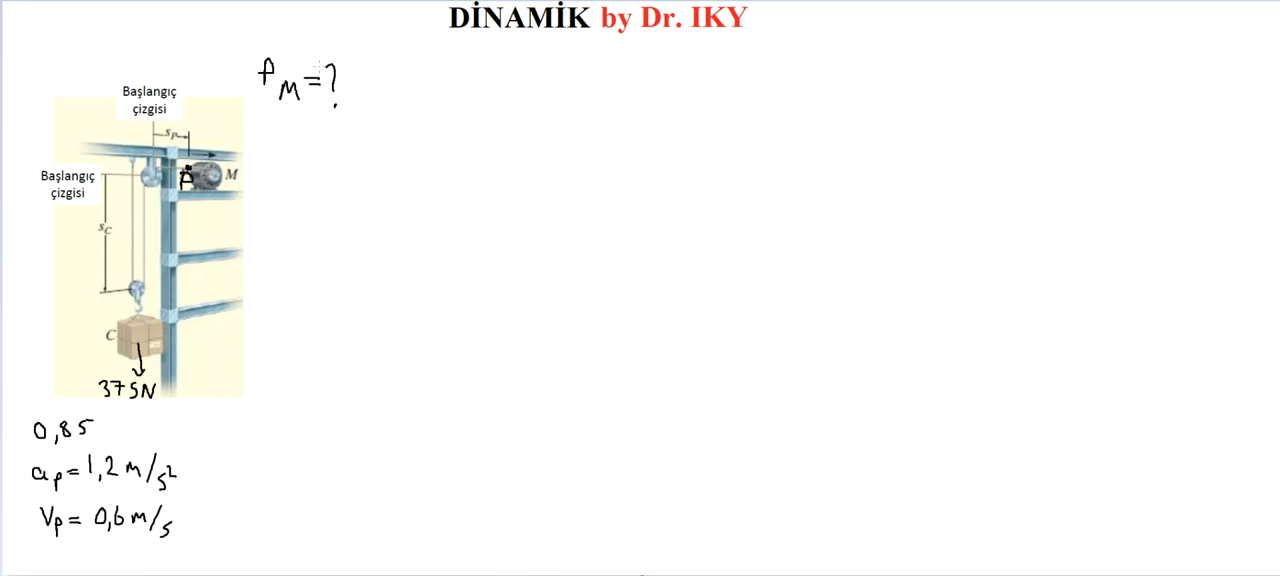 DİNAMİK by Dr. IKY
P_M = ?
Başlangıç
çizgisi
s_P
Başlangıç
çizgisi
P
M
s_C
C
375N
0,85
a_p = 1,2 m/s²
V_p = 0,6 m/s